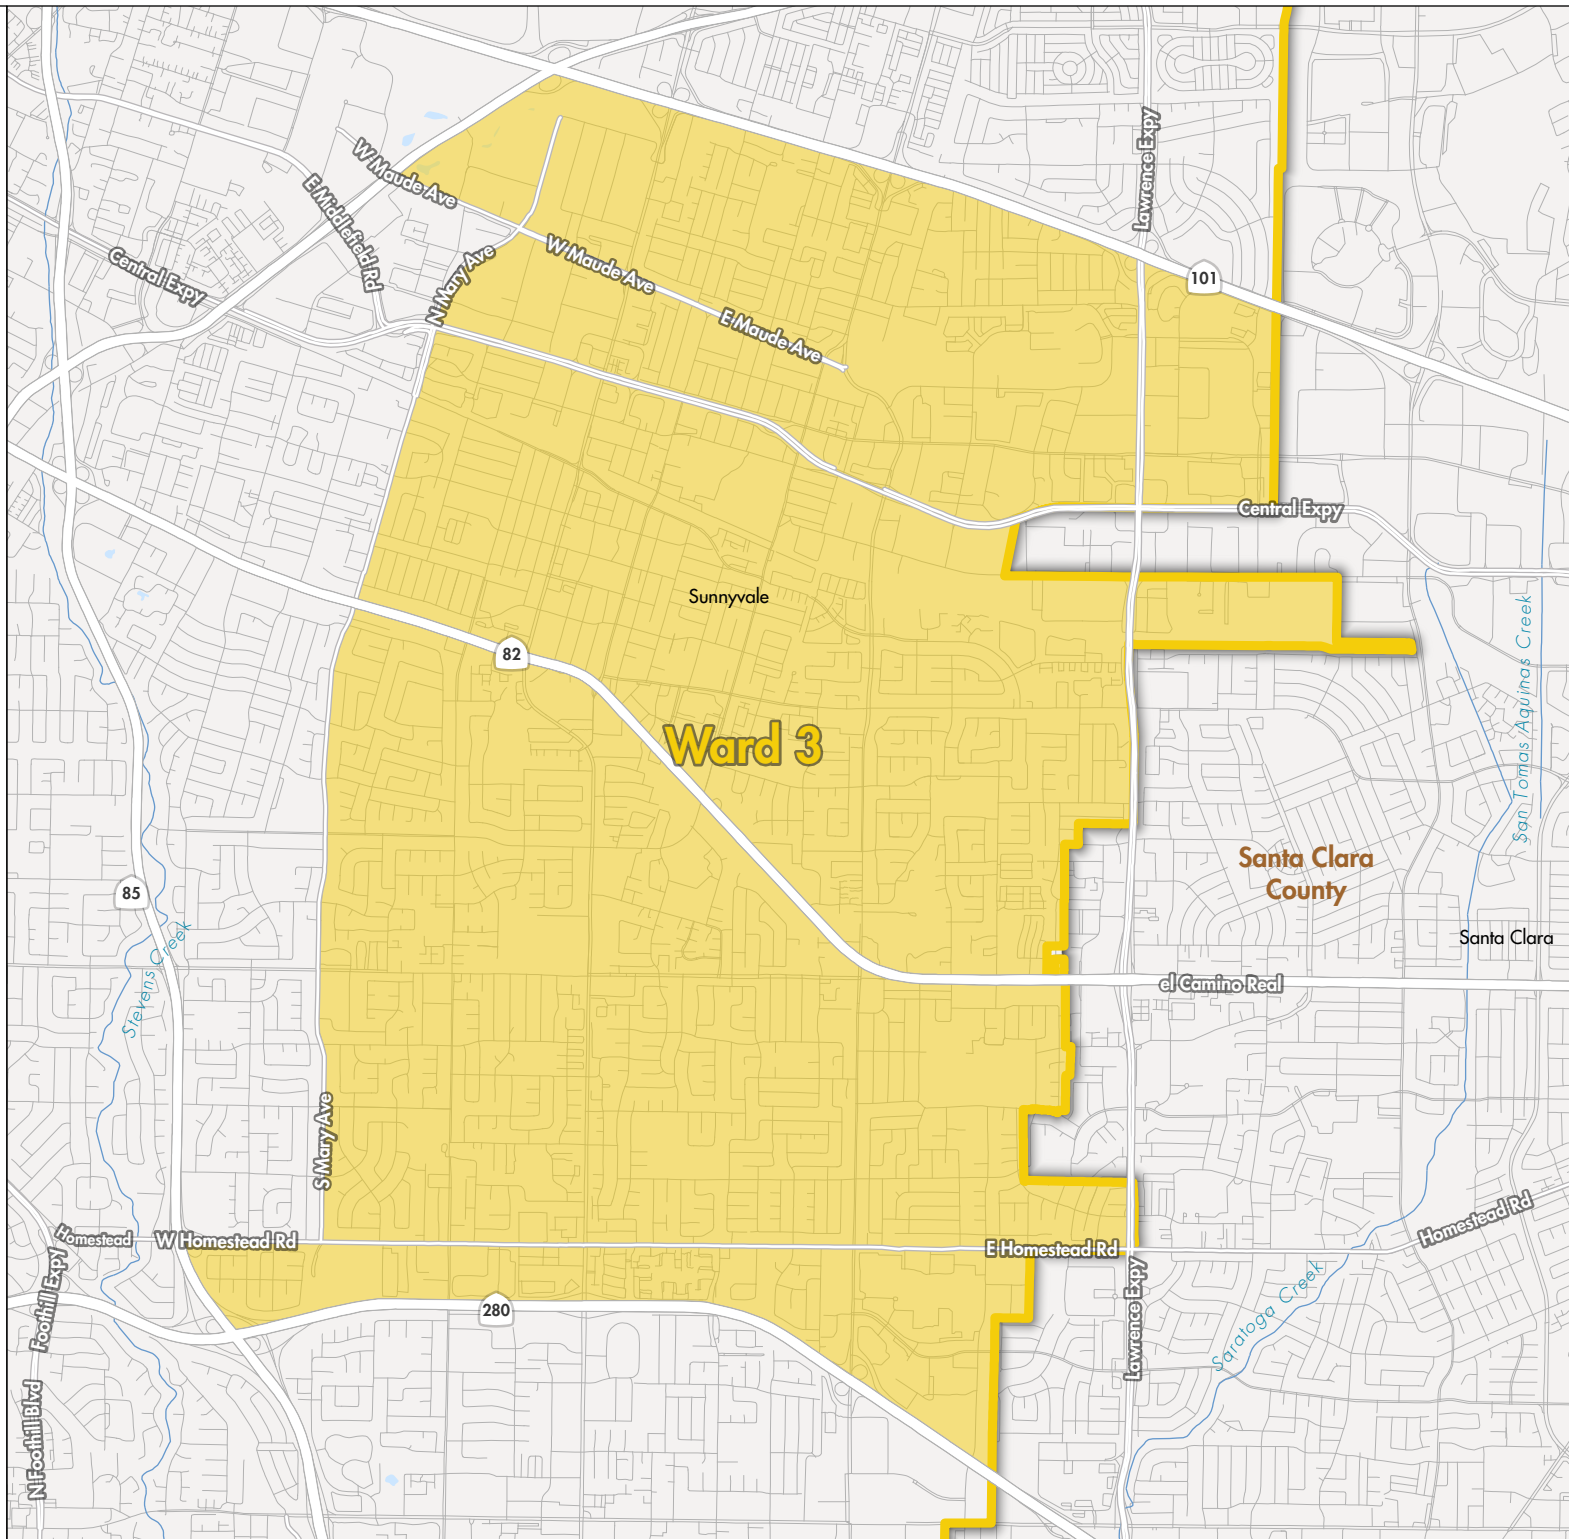 Lawrence Expy
W Maude Ave
E Middlefield Rd
Central Expy
N Mary Ave
W Maude Ave
101
E Maude Ave
Central Expy
Sunnyvale
82
San Tomas Aquinas Creek
Ward 3
Santa Clara
County
85
Stevens Creek
Santa Clara
el Camino Real
S Mary Ave
Homestead
W Homestead Rd
E Homestead Rd
Homestead Rd
Foothill Expy
280
Lawrence Expy
Saratoga Creek
N Foothill Blvd